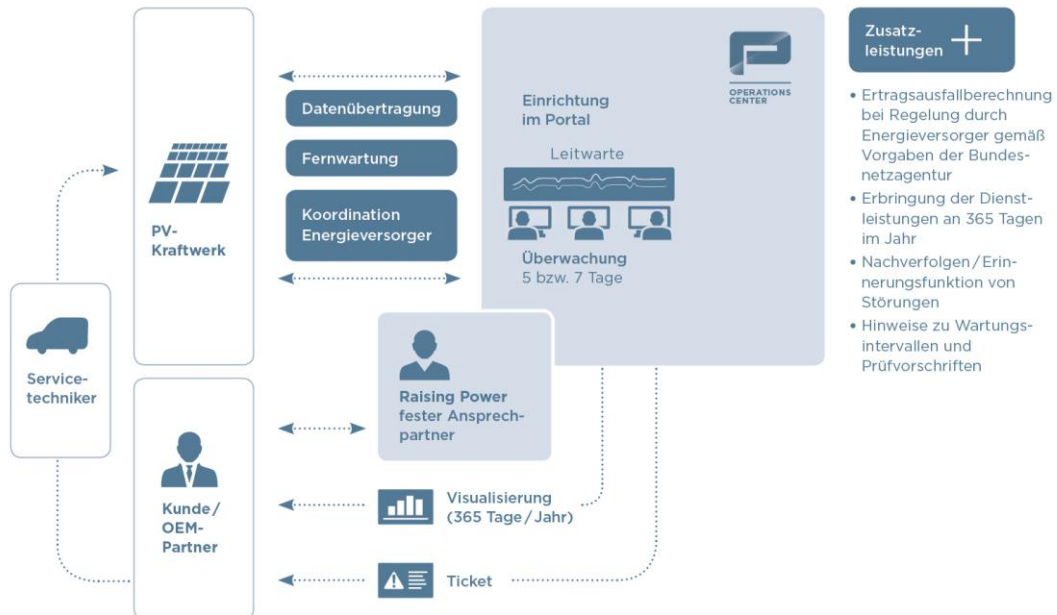 PV-
Kraftwerk
Datenübertragung
Fernwartung
Koordination
Energieversorger
OPERATIONS
CENTER
Einrichtung
im Portal
Leitwarte
Überwachung
5 bzw. 7 Tage
Zusatz-
leistungen
• Ertragsausfallberechnung
bei Regelung durch
Energieversorger gemäß
Vorgaben der Bundes-
netzagentur
• Erbringung der Dienst-
leistungen an 365 Tagen
im Jahr
• Nachverfolgen/Erin-
nerungsfunktion von
Störungen
• Hinweise zu Wartungs-
intervallen und
Prüfvorschriften
Service-
techniker
Raising Power
fester Ansprech-
partner
Kunde/
OEM-
Partner
Visualisierung
(365 Tage/Jahr)
Ticket